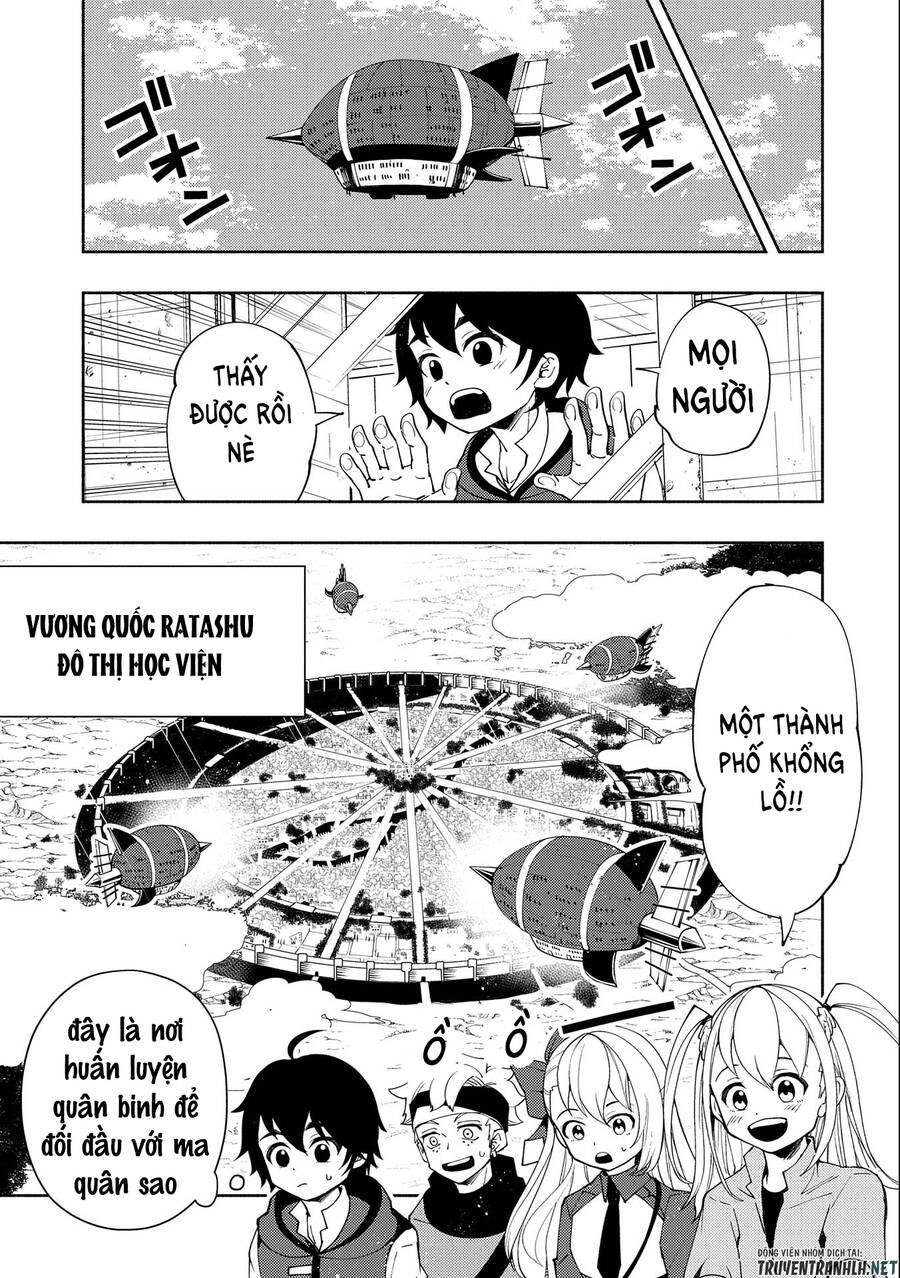 ゴオン
ゴオン
MỌI
NGƯỜI
THẤY
ĐƯỢC RỒI
NÈ
VƯƠNG QUỐC RATASHU
ĐÔ THỊ HỌC VIỆN
MỘT THÀNH
PHỐ KHỔNG
LỒ!!
Ồ Ồ
đây là nơi
huấn luyện
quân binh để
đối đầu với ma
quân sao
ĐỘNG VIÊN NHÓM DỊCH TẠI:
TRUYENTRANHLH.NET